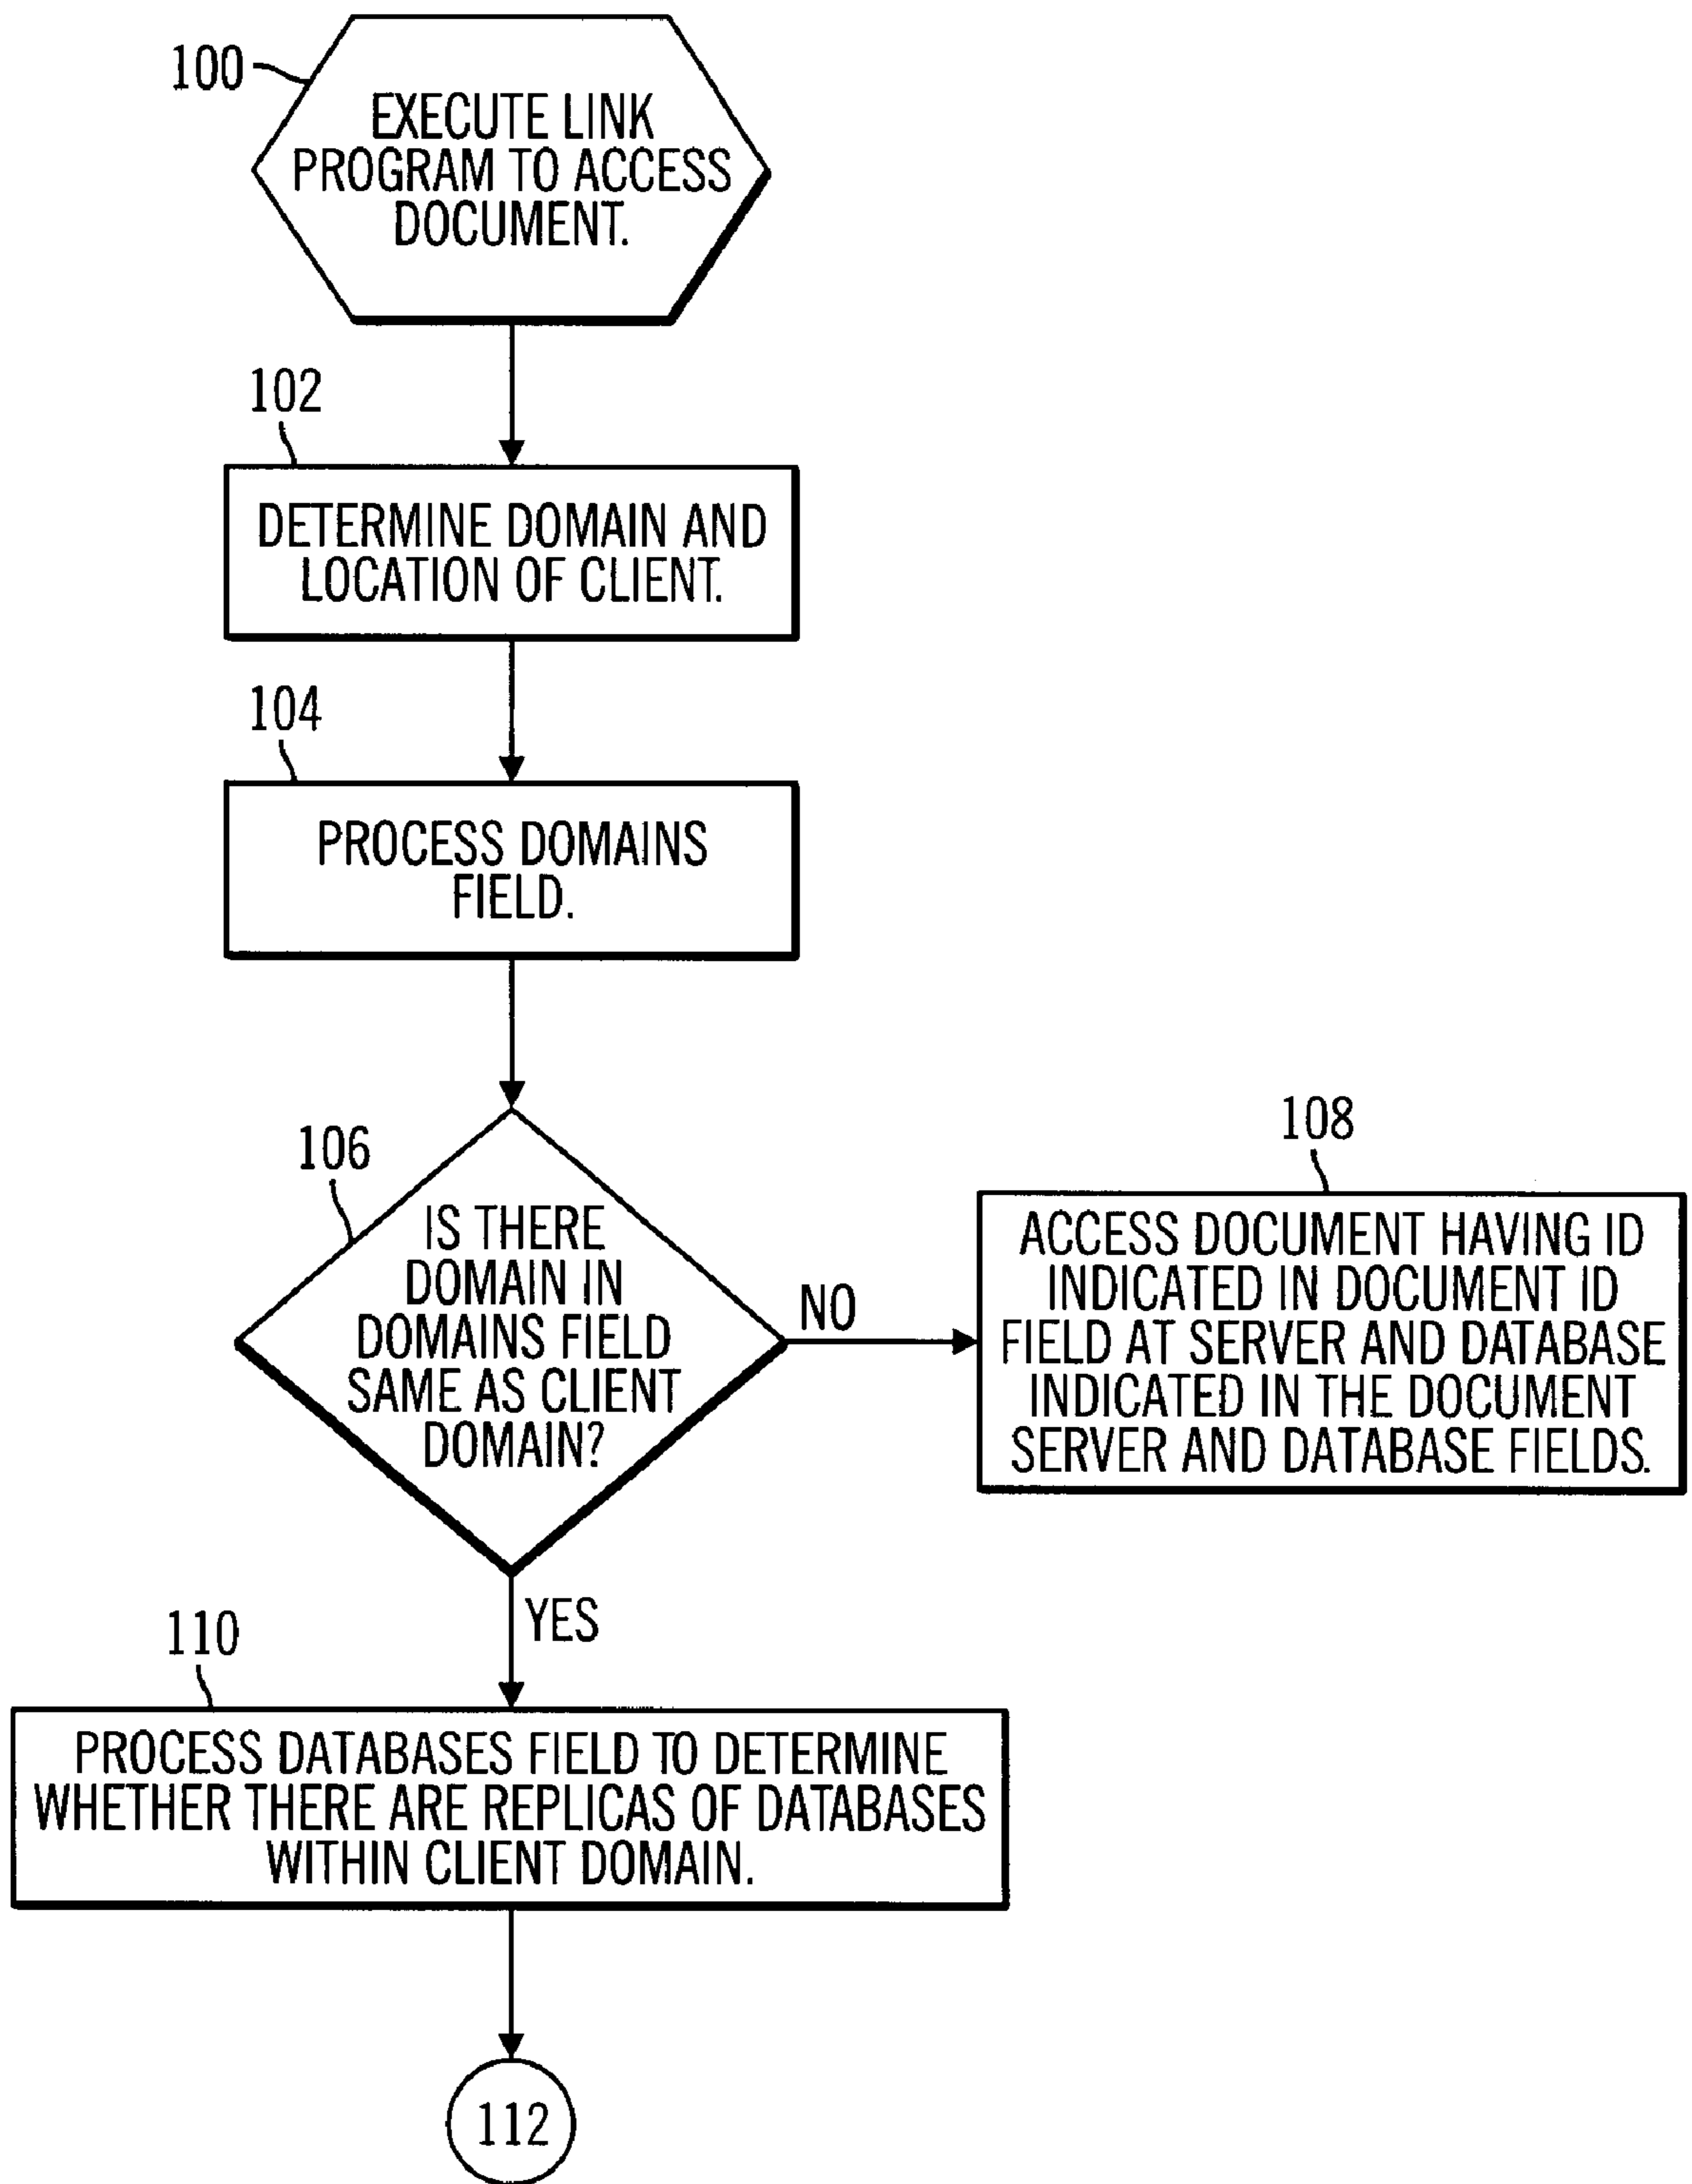 100
EXECUTE LINK
PROGRAM TO ACCESS
DOCUMENT.
102
DETERMINE DOMAIN AND
LOCATION OF CLIENT.
104
PROCESS DOMAINS
FIELD.
106
IS THERE
DOMAIN IN
DOMAINS FIELD
SAME AS CLIENT
DOMAIN?
NO
108
ACCESS DOCUMENT HAVING ID
INDICATED IN DOCUMENT ID
FIELD AT SERVER AND DATABASE
INDICATED IN THE DOCUMENT
SERVER AND DATABASE FIELDS.
YES
110
PROCESS DATABASES FIELD TO DETERMINE
WHETHER THERE ARE REPLICAS OF DATABASES
WITHIN CLIENT DOMAIN.
112